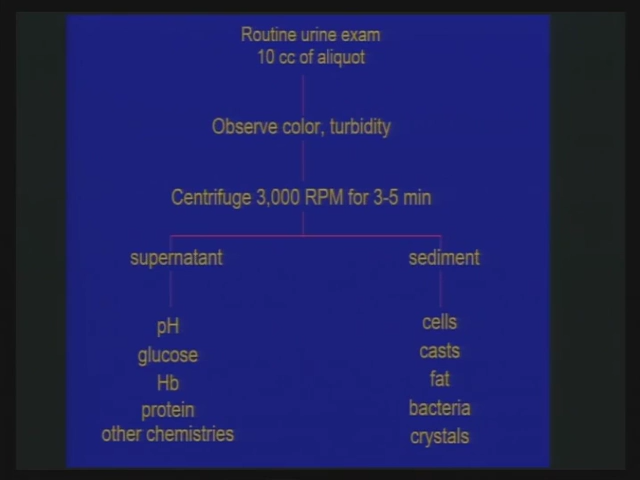 Routine urine exam
10 cc of aliquot
Observe color, turbidity
Centrifuge 3,000 RPM for 3-5 min
supernatant
sediment
pH
glucose
Hb
protein
other chemistries
cells
casts
fat
bacteria
crystals